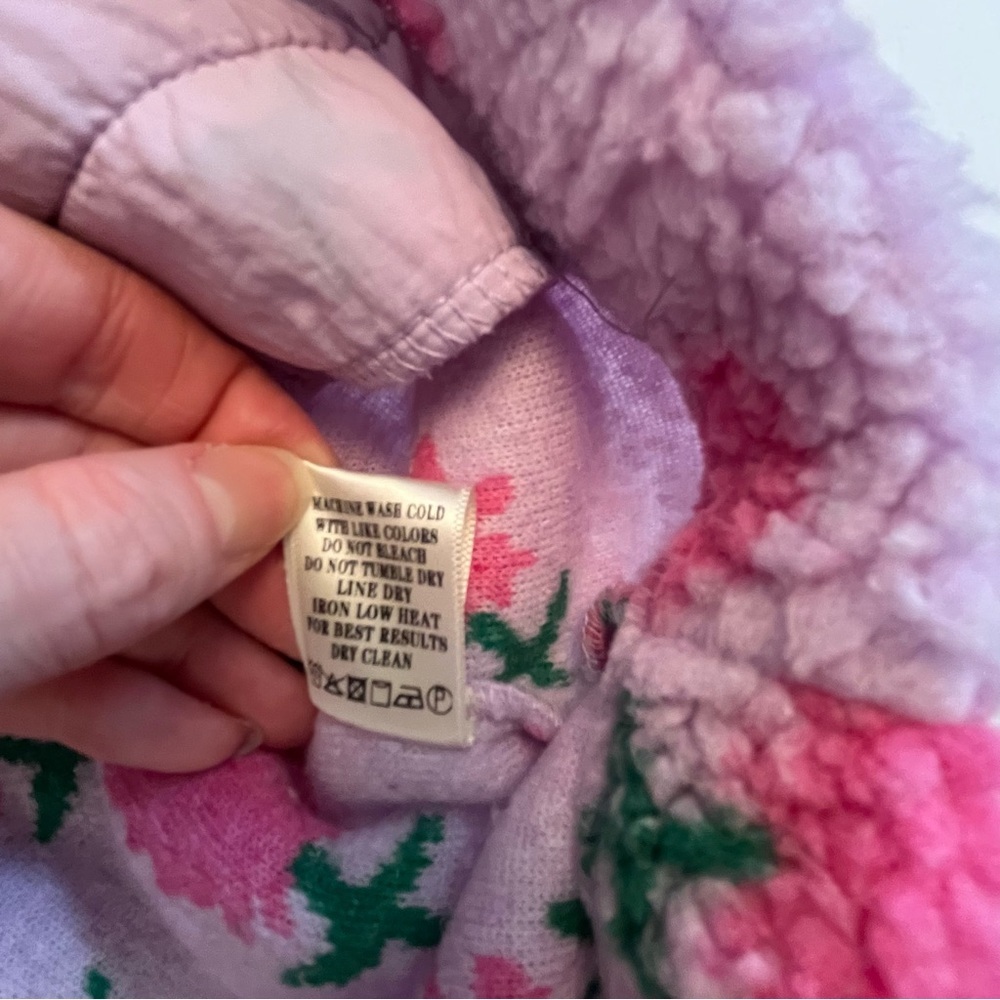 MACHINE WASH COLD
WITH LIKE COLORS
DO NOT BLEACH
DO NOT TUMBLE DRY
LINE DRY
IRON LOW HEAT
FOR BEST RESULTS
DRY CLEAN
P